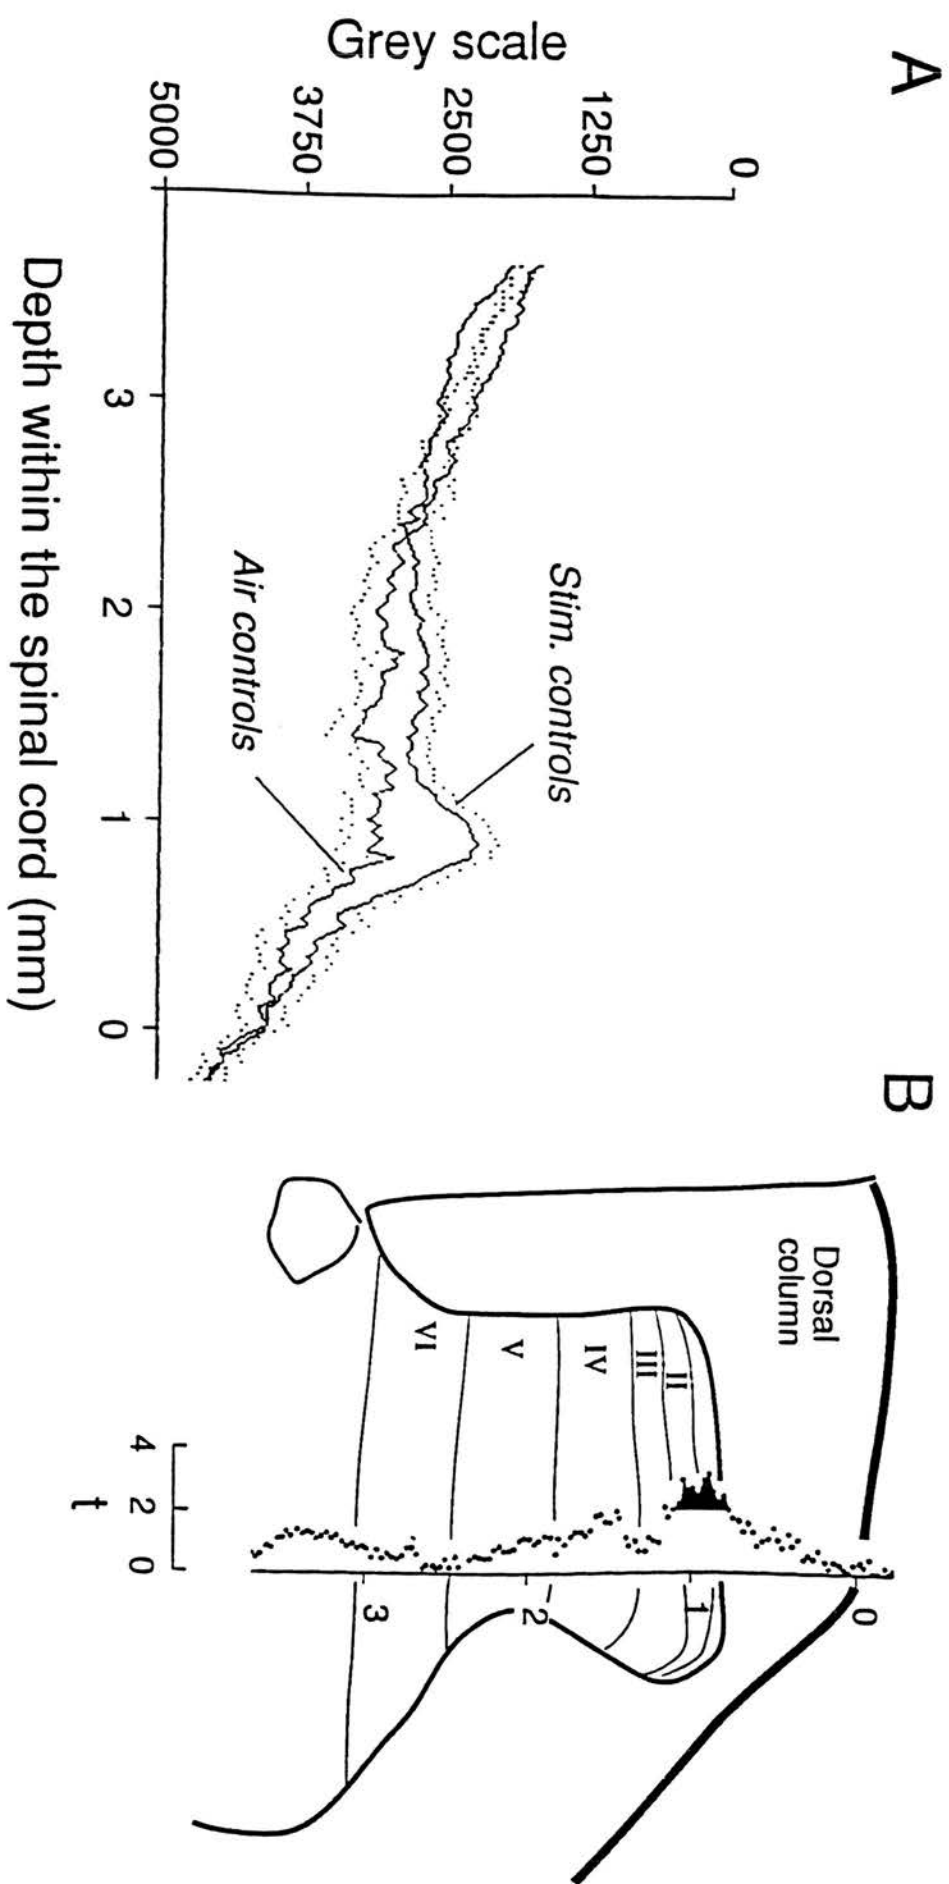 A
Grey scale
0
1250
2500
3750
5000
3
2
1
0
Depth within the spinal cord (mm)
Stim. controls
Air controls
B
Dorsal
column
II
III
IV
V
VI
0
1
2
3
4
2
0
t